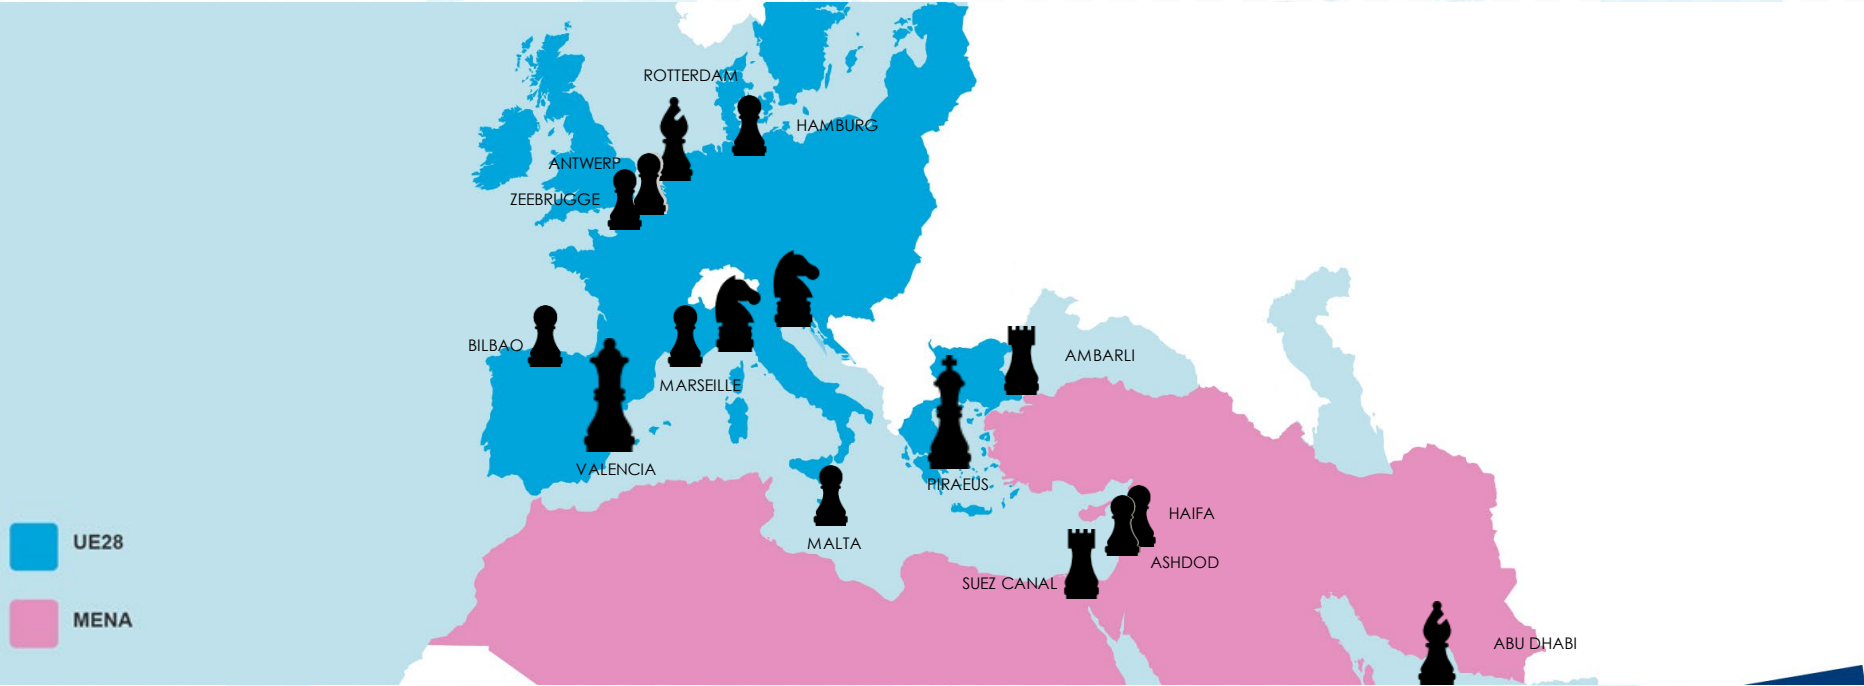 ROTTERDAM
HAMBURG
ANTWERP
ZEEBRUGGE
BILBAO
MARSEILLE
AMBARLI
VALENCIA
PIRAEUS
HAIFA
MALTA
ASHDOD
SUEZ CANAL
ABU DHABI
UE28
MENA